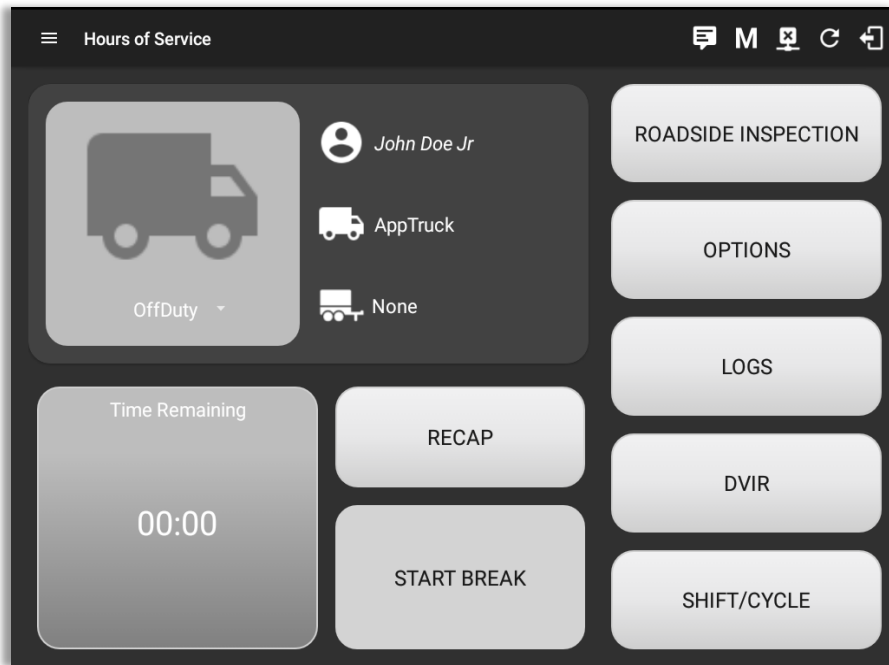 Hours of Service
M
John Doe Jr
AppTruck
None
OffDuty
Time Remaining
00:00
RECAP
START BREAK
ROADSIDE INSPECTION
OPTIONS
LOGS
DVIR
SHIFT/CYCLE